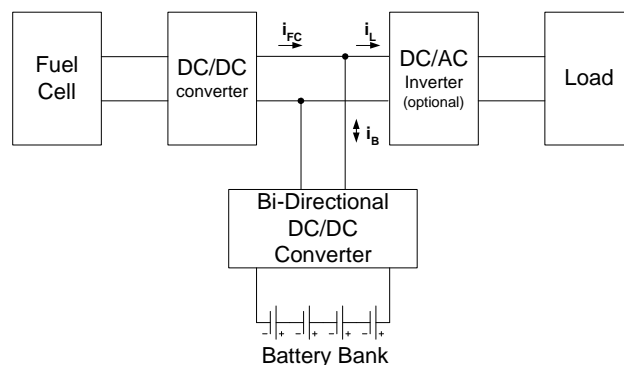 Fuel
Cell
DC/DC
converter
iFC
iL
DC/AC
Inverter
(optional)
Load
iB
Bi-Directional
DC/DC
Converter
- + - + - + - +
Battery Bank